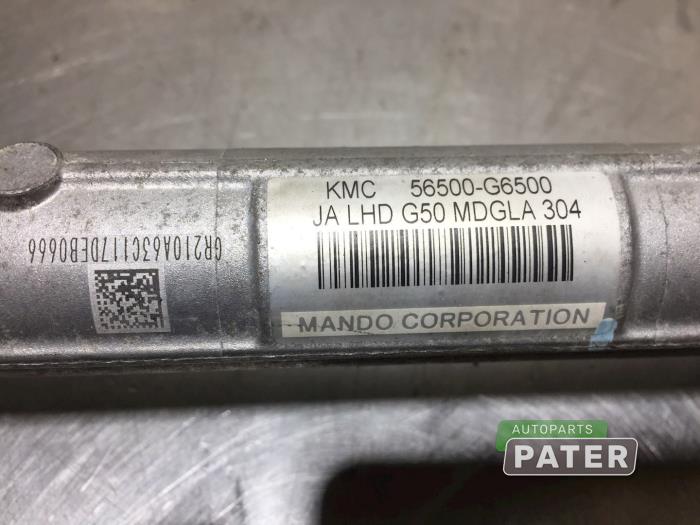 KMC 56500-G6500
JA LHD G50 MDGLA 304
MANDO CORPORATION
GR210A63C117DEB0666
AUTOPARTS
PATER